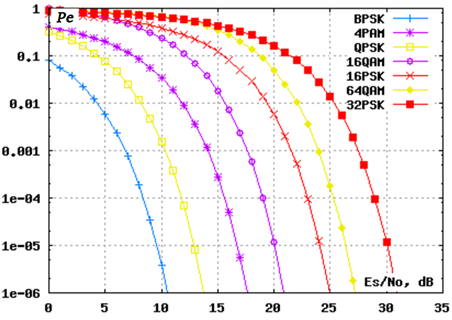 1
Pe
BPSK
4PAM
QPSK
16QAM
16PSK
64QAM
32PSK
0.1
0.01
0.001
1e-04
1e-05
1e-06
Es/No, dB
0 5 10 15 20 25 30 35